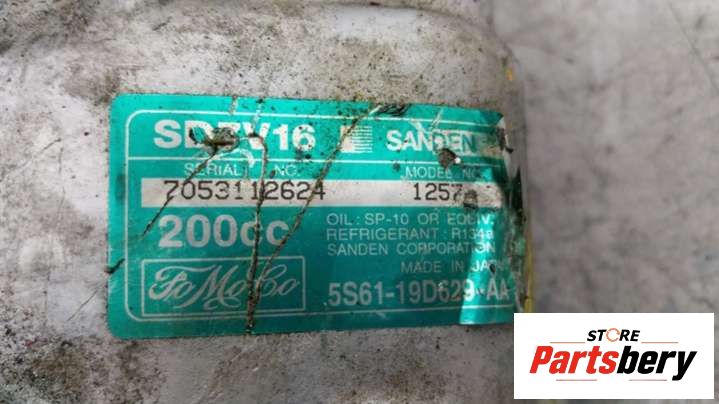 SD7V16 SANDEN
SERIAL NO. MODEL NO.
7053112624 1257
200cc
OIL : SP-10 OR EQUIV.
REFRIGERANT : R134a
SANDEN CORPORATION
MADE IN JAPAN
FoMoCo
5S61-19D629-AA
STORE
Partsbery